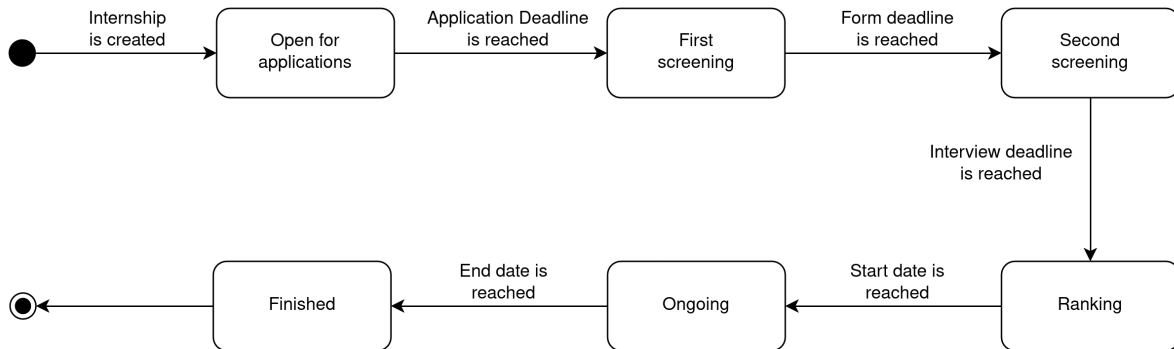 Internship
is created
Open for
applications
Application Deadline
is reached
First
screening
Form deadline
is reached
Second
screening
Interview deadline
is reached
Ranking
Start date is
reached
Ongoing
End date is
reached
Finished